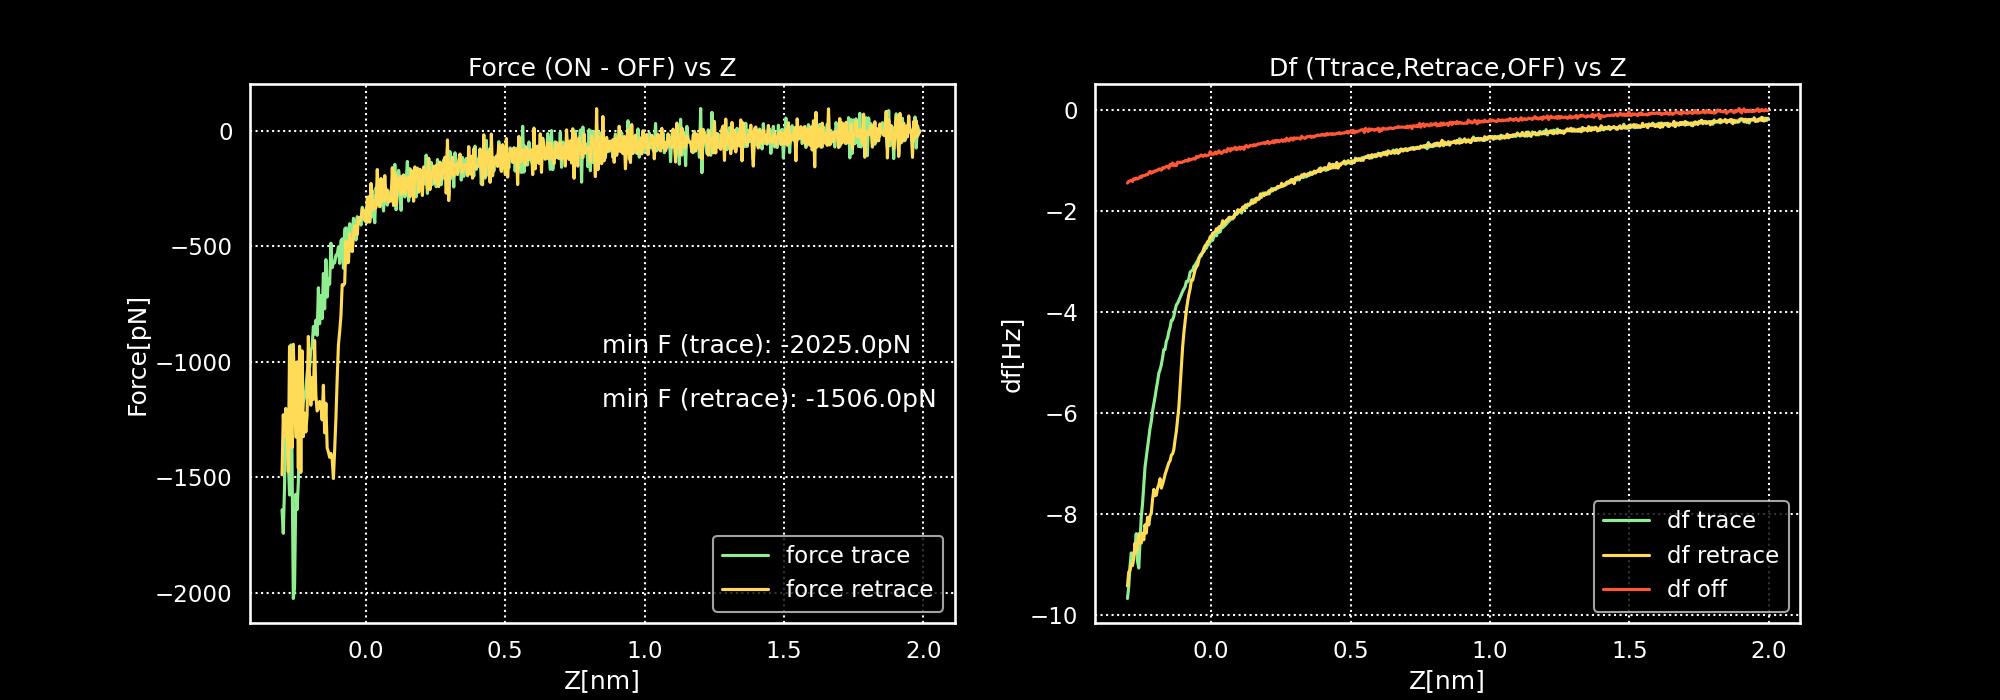 Force (ON - OFF) vs Z
0
−500
−1000
−1500
−2000
Force[pN]
min F (trace): -2025.0pN
min F (retrace): -1506.0pN
force trace
force retrace
0.0 0.5 1.0 1.5 2.0
Z[nm]
Df (Ttrace,Retrace,OFF) vs Z
0
−2
−4
−6
−8
−10
df[Hz]
df trace
df retrace
df off
0.0 0.5 1.0 1.5 2.0
Z[nm]